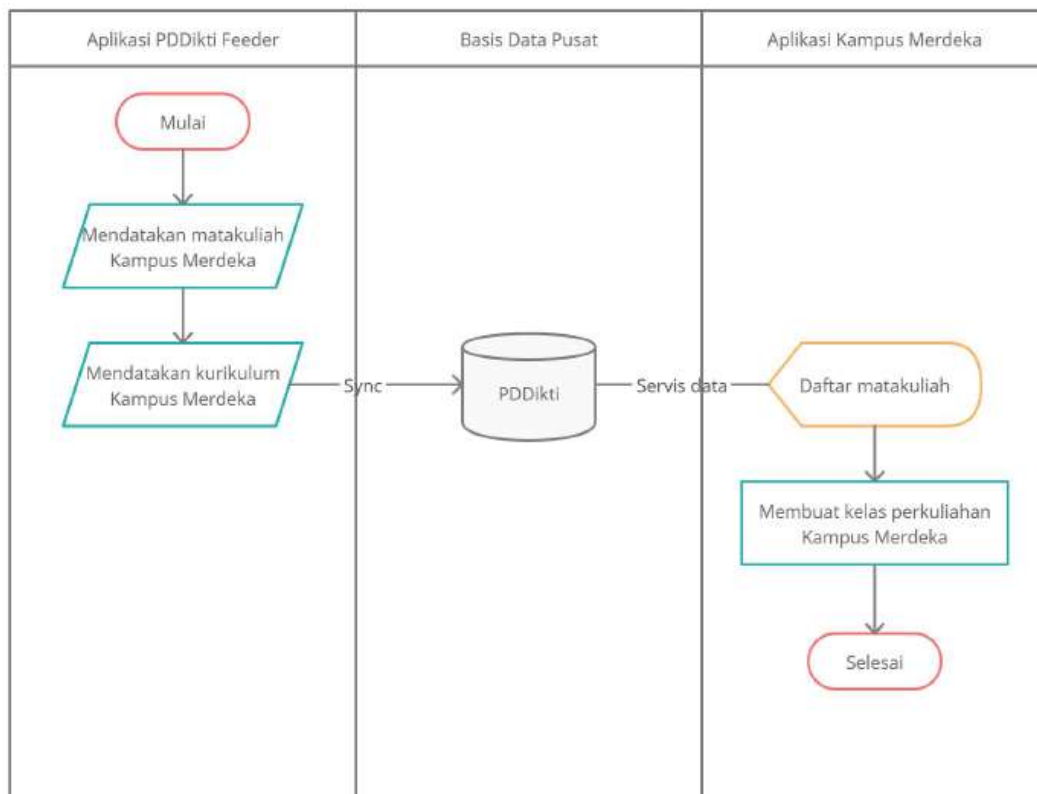 Aplikasi PDDikti Feeder
Basis Data Pusat
Aplikasi Kampus Merdeka
Mulai
Mendatakan matakuliah
Kampus Merdeka
Mendatakan kurikulum
Kampus Merdeka
Sync
PDDikti
Servis data
Daftar matakuliah
Membuat kelas perkuliahan
Kampus Merdeka
Selesai